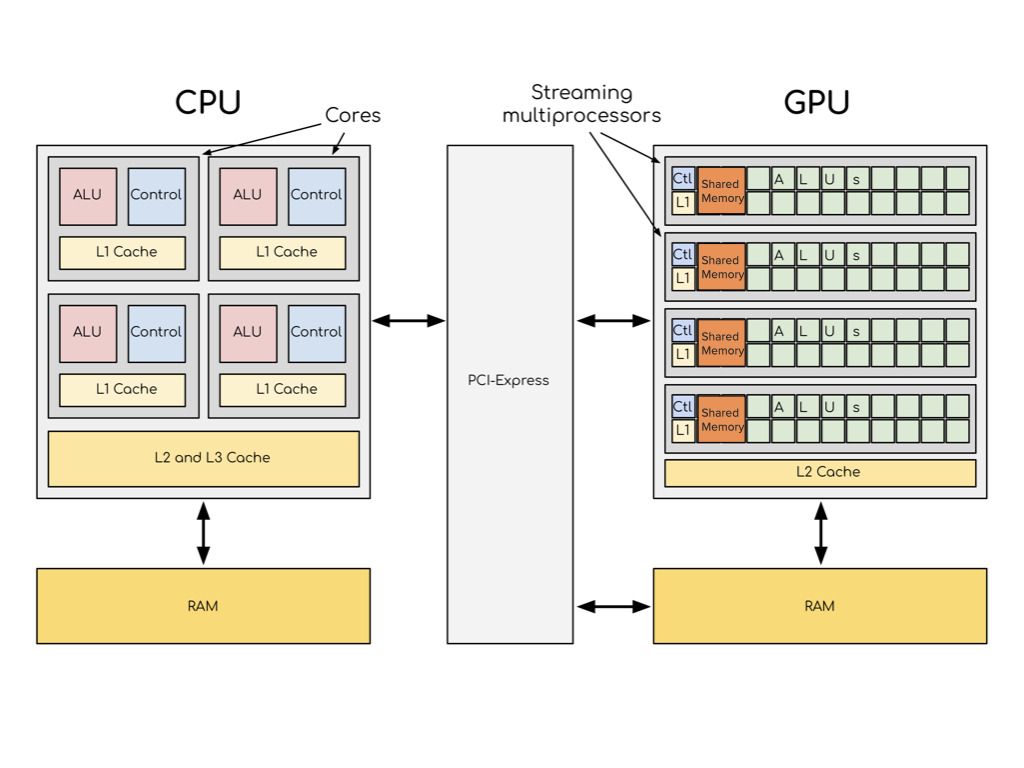 CPU
Cores
Streaming
multiprocessors
GPU
ALU
Control
L1 Cache
ALU
Control
L1 Cache
ALU
Control
L1 Cache
ALU
Control
L1 Cache
L2 and L3 Cache
RAM
PCI-Express
Ctl
L1
Shared
Memory
A L U s
Ctl
L1
Shared
Memory
A L U s
Ctl
L1
Shared
Memory
A L U s
Ctl
L1
Shared
Memory
A L U s
L2 Cache
RAM